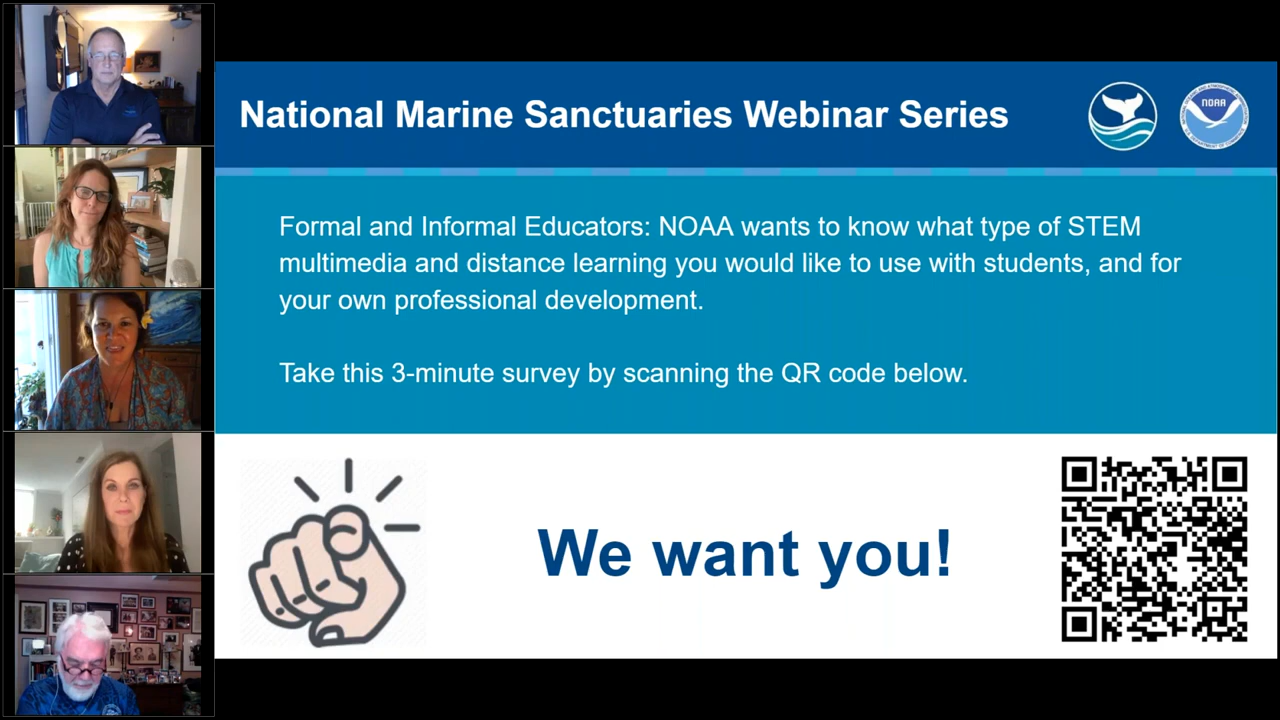 National Marine Sanctuaries Webinar Series
NOAA
Formal and Informal Educators: NOAA wants to know what type of STEM
multimedia and distance learning you would like to use with students, and for
your own professional development.
Take this 3-minute survey by scanning the QR code below.
We want you!